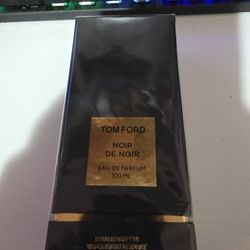 TOM FORD
NOIR
DE NOIR
EAU DE PARFUM
100 ML